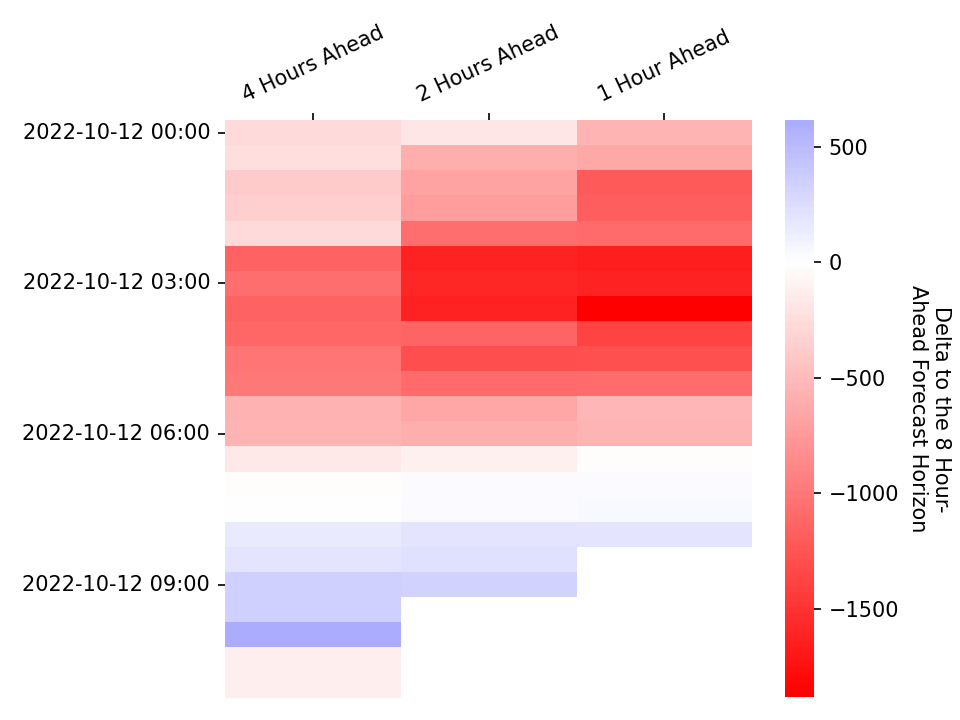 4 Hours Ahead
2 Hours Ahead
1 Hour Ahead
2022-10-12 00:00
2022-10-12 03:00
2022-10-12 06:00
2022-10-12 09:00
500
0
−500
−1000
−1500
Delta to the 8 Hour-
Ahead Forecast Horizon